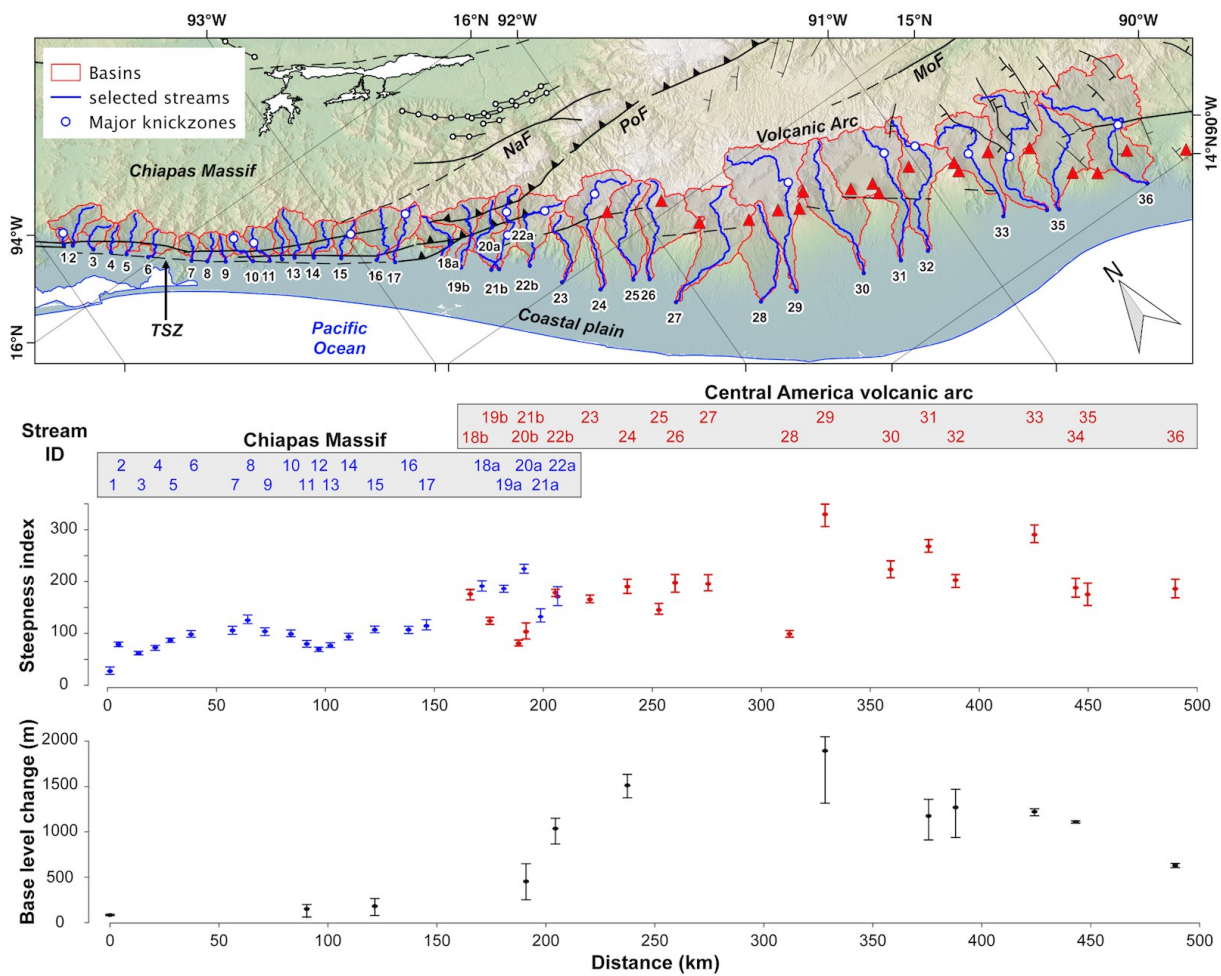 93°W 16°N 92°W 91°W 15°N 90°W
Basins
selected streams
Major knickzones
MoF
PoF
NaF
Volcanic Arc
Chiapas Massif
14°N90°W
94°W
16°N
1 2 3 4 5 6 7 8 9 10 11 13 14 15 16 17
18a 19b 20a 21b 22a 22b 23 24 25 26 27 28 29 30 31 32 33 35 36
TSZ
Pacific
Ocean
Coastal plain
N
Central America volcanic arc
19b 21b 23 25 27 29 31 33 35
18b 20b 22b 24 26 28 30 32 34 36
Stream
ID
Chiapas Massif
2 4 6 8 10 12 14 16 18a 20a 22a
1 3 5 7 9 11 13 15 17 19a 21a
Steepness index
300
200
100
0
0 50 100 150 200 250 300 350 400 450 500
Base level change (m)
2000
1500
1000
500
0
0 50 100 150 200 250 300 350 400 450 500
Distance (km)